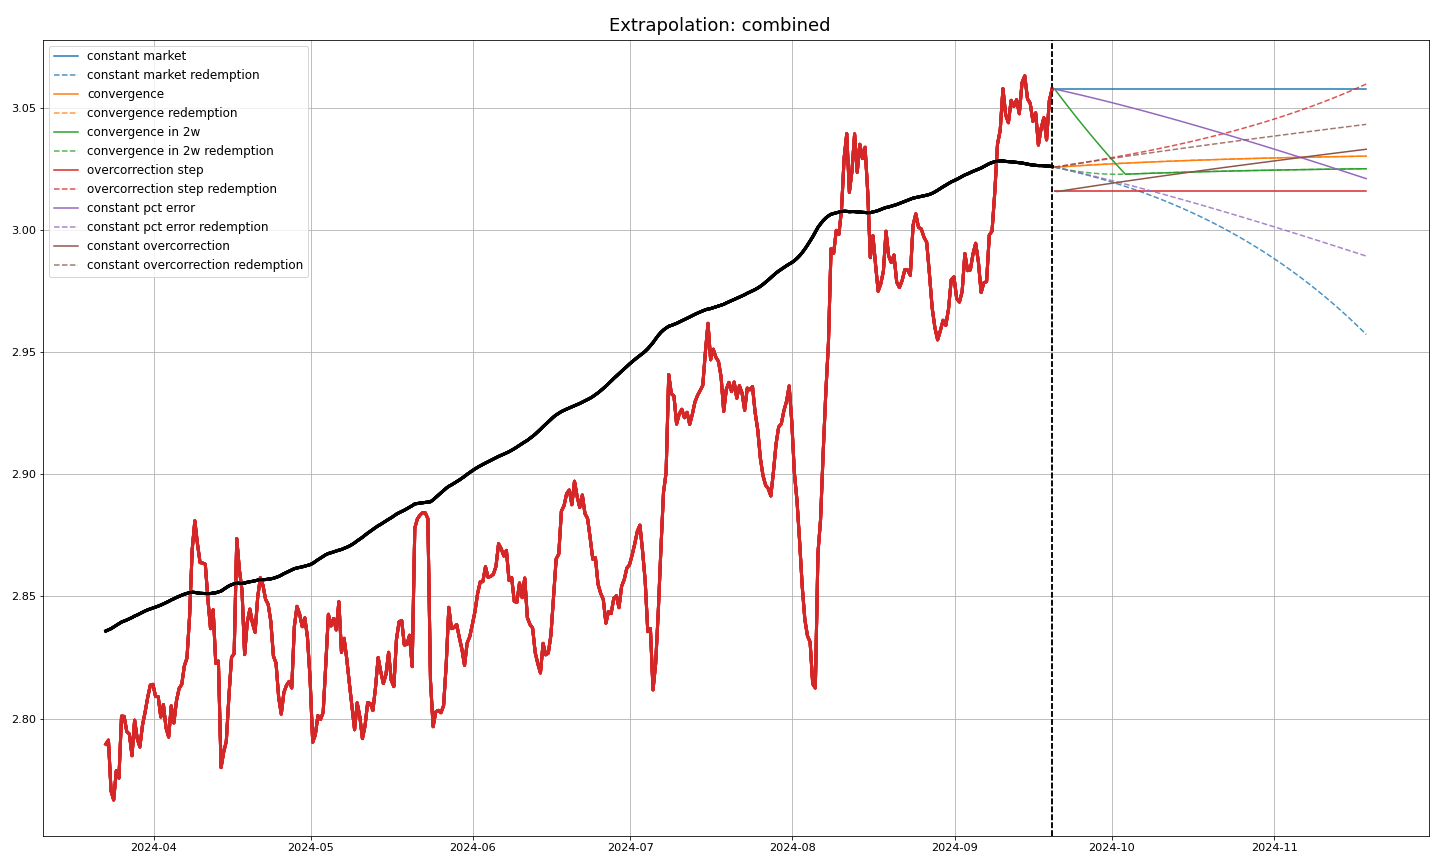 Extrapolation: combined
constant market
constant market redemption
convergence
convergence redemption
convergence in 2w
convergence in 2w redemption
overcorrection step
overcorrection step redemption
constant pct error
constant pct error redemption
constant overcorrection
constant overcorrection redemption
3.05
3.00
2.95
2.90
2.85
2.80
2024-04 2024-05 2024-06 2024-07 2024-08 2024-09 2024-10 2024-11